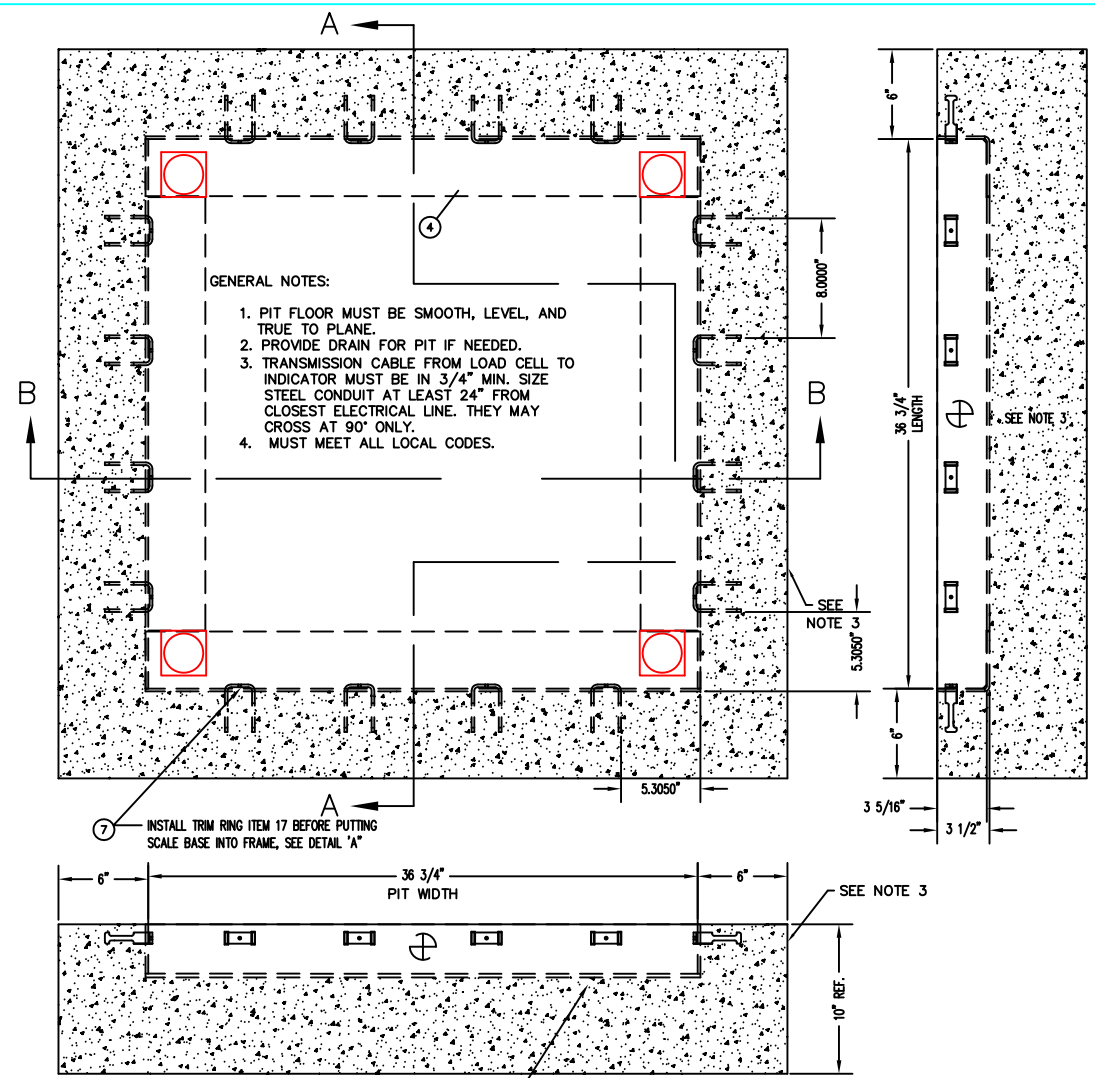 A
6"
4
8.0000"
GENERAL NOTES:
1. PIT FLOOR MUST BE SMOOTH, LEVEL, AND
TRUE TO PLANE.
2. PROVIDE DRAIN FOR PIT IF NEEDED.
3. TRANSMISSION CABLE FROM LOAD CELL TO
INDICATOR MUST BE IN 3/4" MIN. SIZE
STEEL CONDUIT AT LEAST 24" FROM
CLOSEST ELECTRICAL LINE. THEY MAY
CROSS AT 90° ONLY.
4. MUST MEET ALL LOCAL CODES.
B
B
36 3/4"
LENGTH
SEE NOTE 3
SEE
NOTE 3
5.3050"
6"
5.3050"
A
3 5/16"
3 1/2"
7
INSTALL TRIM RING ITEM 17 BEFORE PUTTING
SCALE BASE INTO FRAME, SEE DETAIL 'A"
6"
36 3/4"
PIT WIDTH
6"
SEE NOTE 3
10" REF.